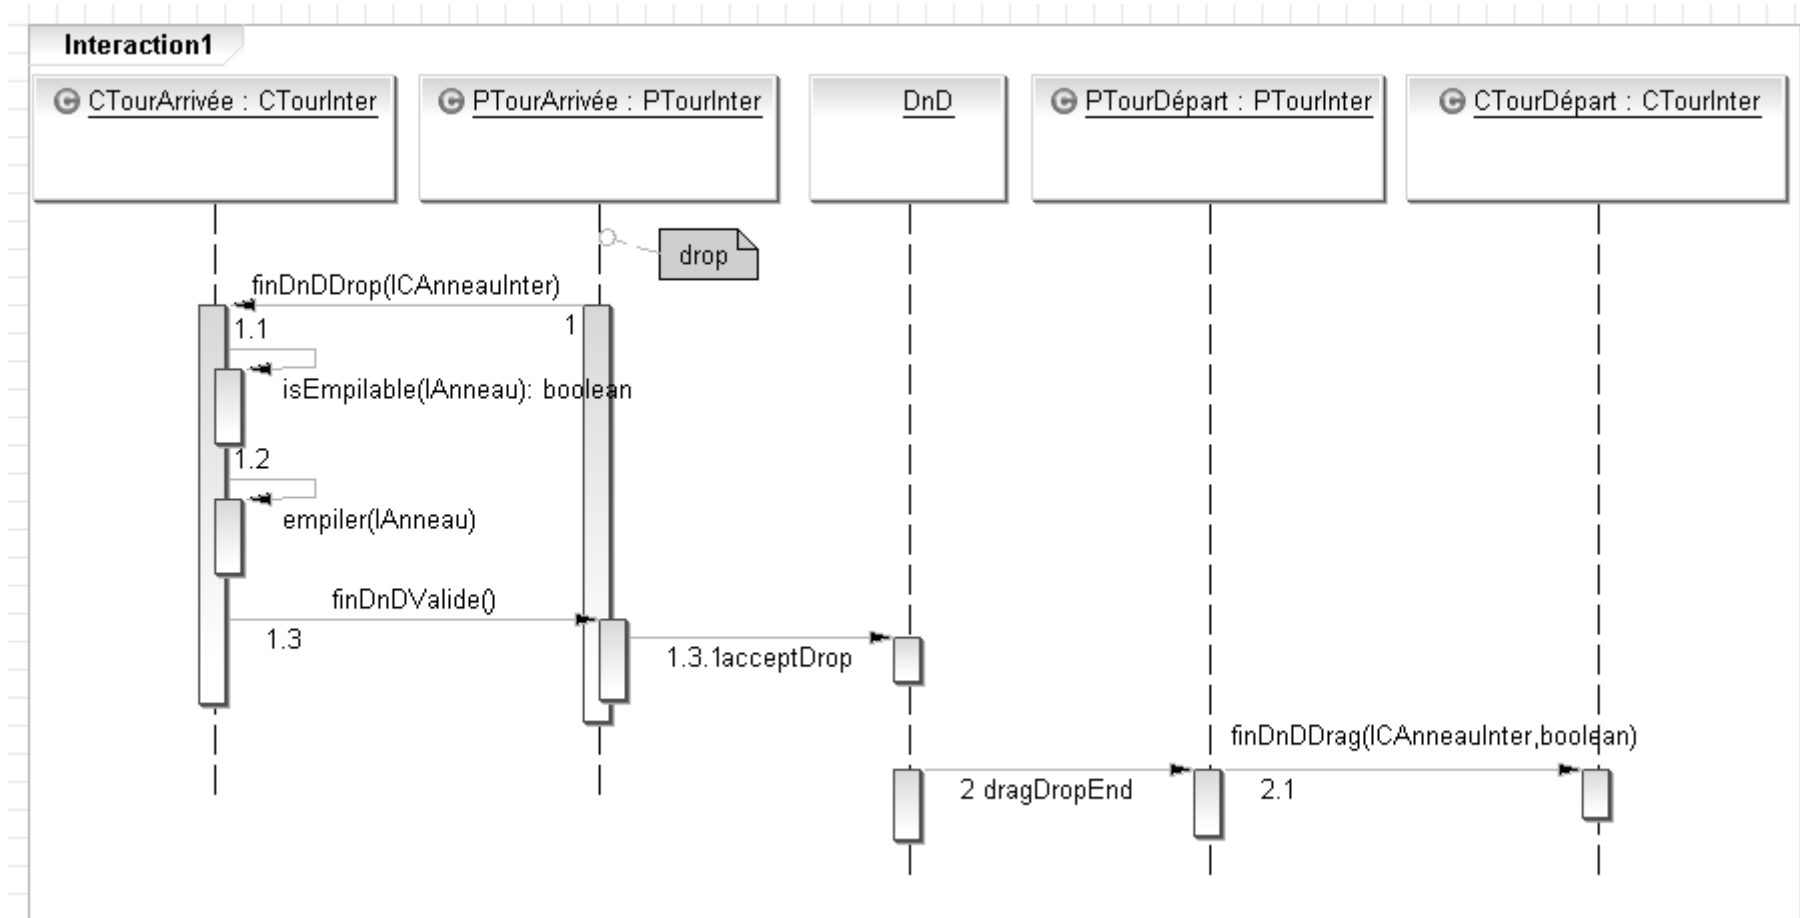 Interaction1
C CTourArrivée : CTourInter
C PTourArrivée : PTourInter
DnD
C PTourDépart : PTourInter
C CTourDépart : CTourInter
drop
finDnDDrop(ICAnneauInter)
1
1.1
isEmpilable(IAnneau): boolean
1.2
empiler(IAnneau)
finDnDValide()
1.3
1.3.1acceptDrop
finDnDDrag(ICAnneauInter,boolean)
2 dragDropEnd
2.1